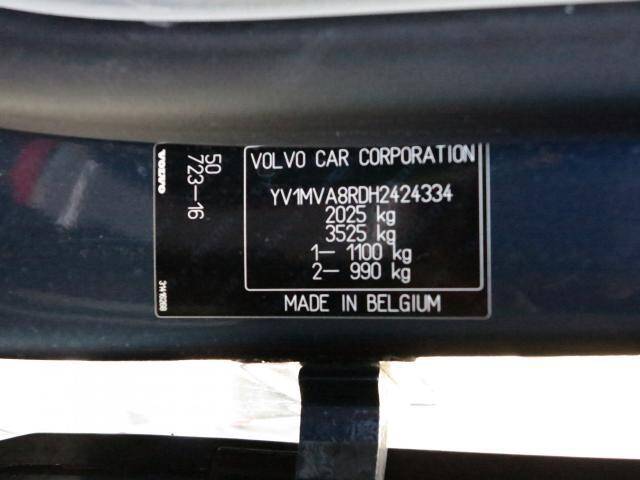 VOLVO
50
723-16
31416268
VOLVO CAR CORPORATION
YV1MVA8RDH2424334
2025 kg
3525 kg
1- 1100 kg
2- 990 kg
MADE IN BELGIUM